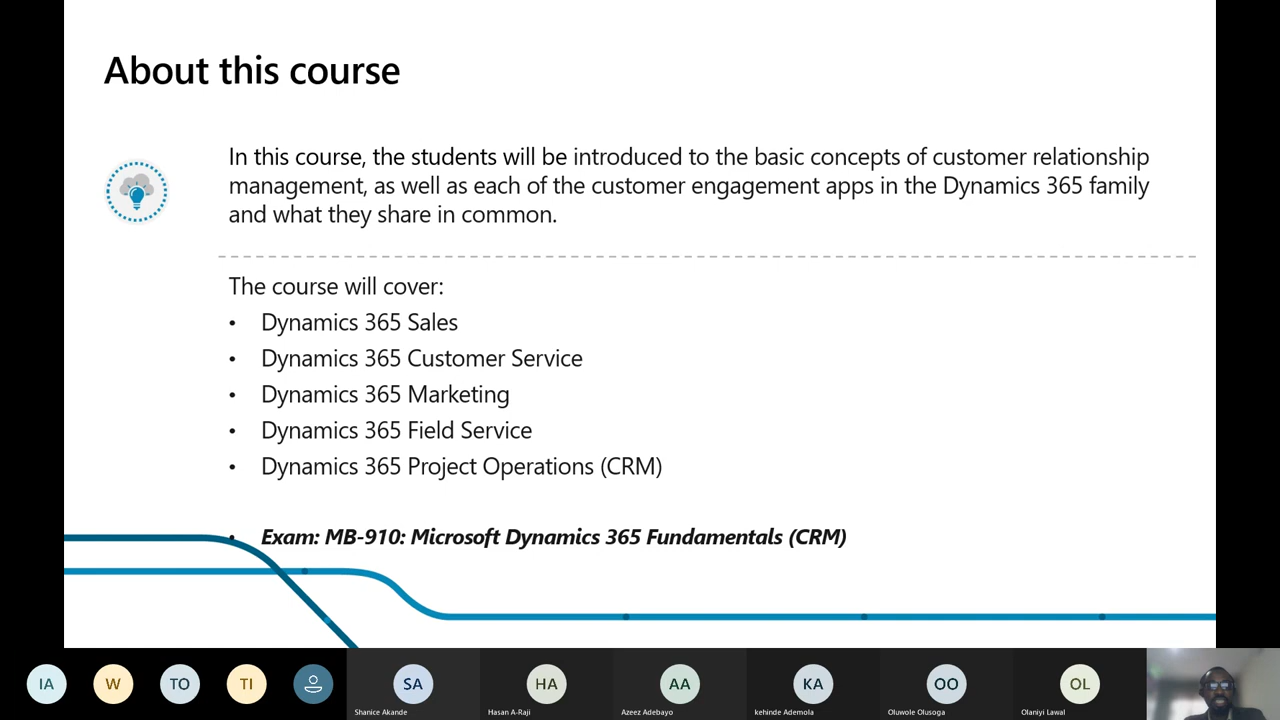 About this course
In this course, the students will be introduced to the basic concepts of customer relationship
management, as well as each of the customer engagement apps in the Dynamics 365 family
and what they share in common.
The course will cover:
• Dynamics 365 Sales
• Dynamics 365 Customer Service
• Dynamics 365 Marketing
• Dynamics 365 Field Service
• Dynamics 365 Project Operations (CRM)
• Exam: MB-910: Microsoft Dynamics 365 Fundamentals (CRM)
IA W TO TI SA HA AA KA OO OL
Shanice Akande Hasan A-Raji Azeez Adebayo kehinde Ademola Oluwole Olusoga Olaniyi Lawal